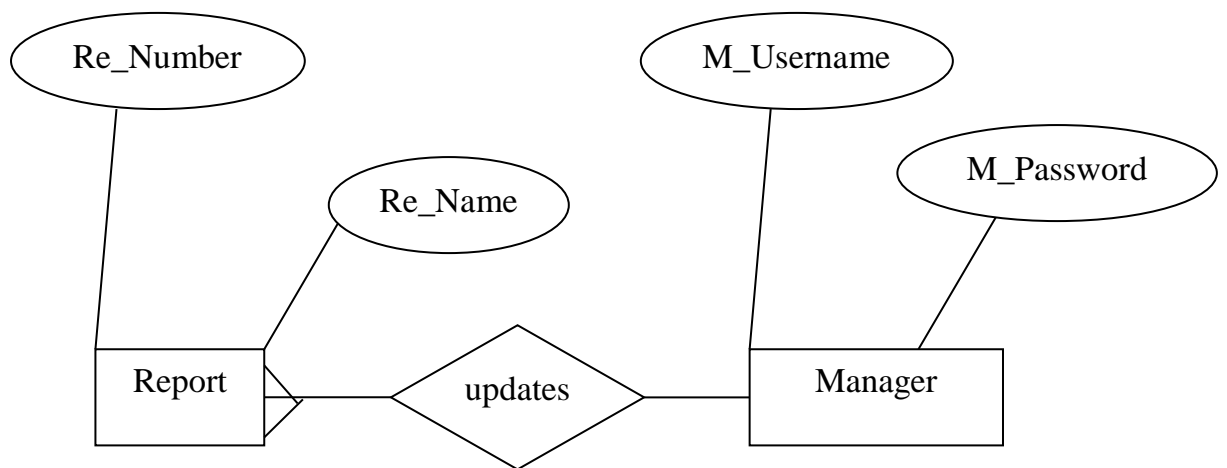 Re_Number
M_Username
M_Password
Re_Name
Report
updates
Manager